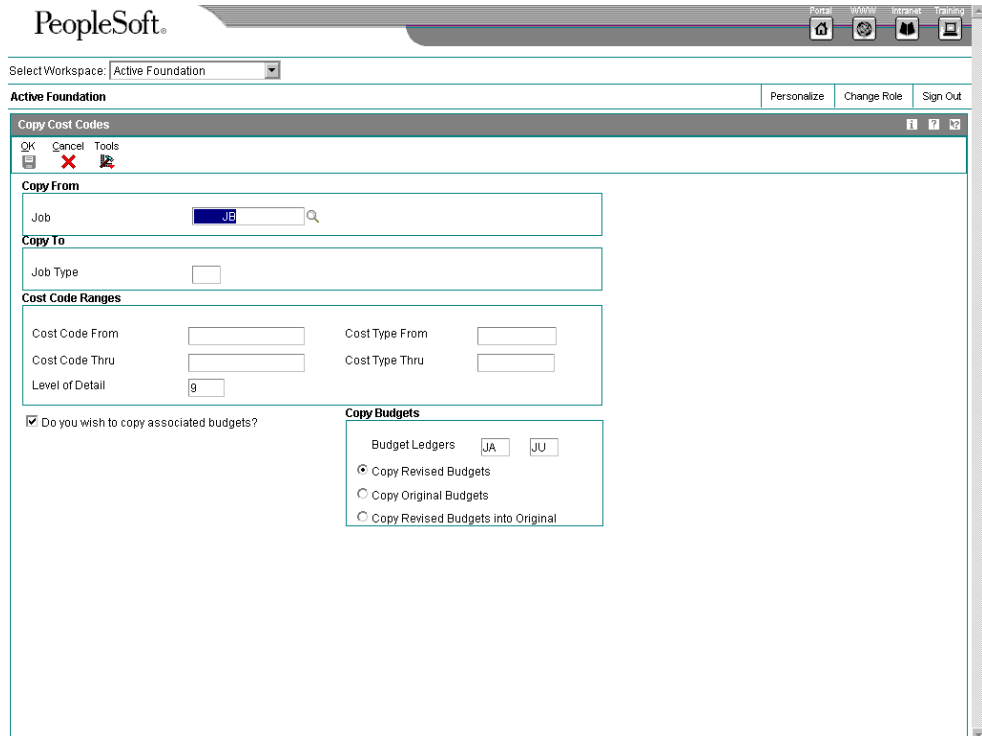 Portal WWW Intranet Training
PeopleSoft.
Select Workspace: Active Foundation
Active Foundation Personalize Change Role Sign Out
Copy Cost Codes
OK Cancel Tools
Copy From
Job JB
Copy To
Job Type
Cost Code Ranges
Cost Code From Cost Type From
Cost Code Thru Cost Type Thru
Level of Detail 9
Do you wish to copy associated budgets?
Copy Budgets
Budget Ledgers JA JU
Copy Revised Budgets
Copy Original Budgets
Copy Revised Budgets into Original